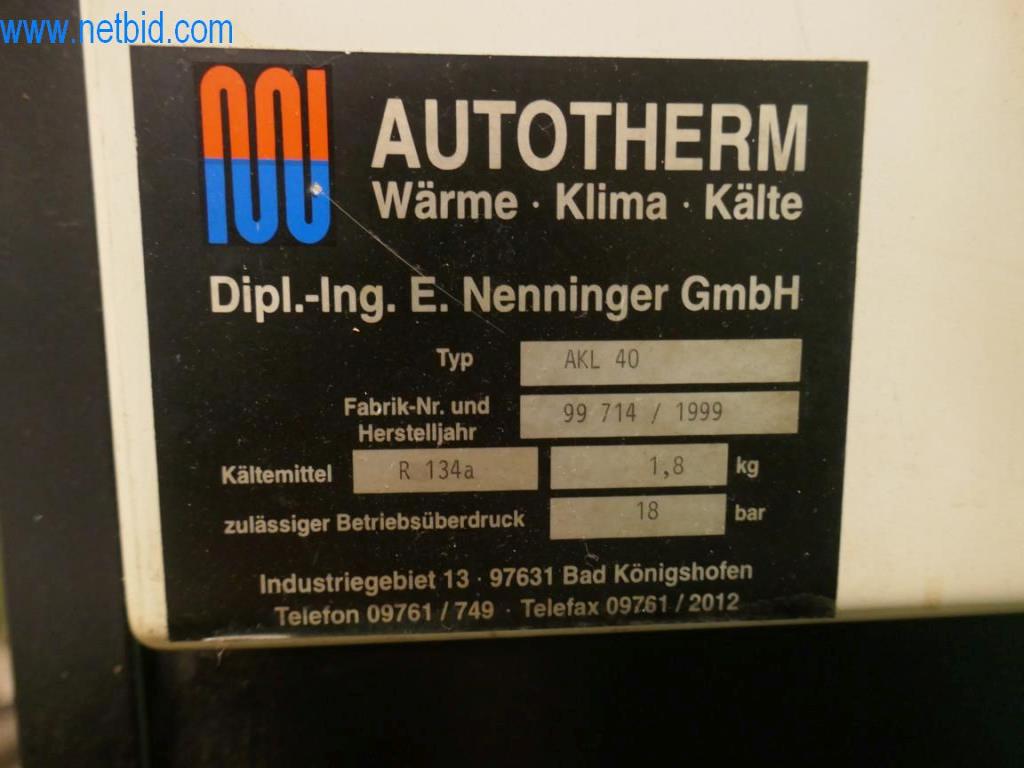 www.netbid.com
AUTOTHERM
Wärme · Klima · Kälte
Dipl.-Ing. E. Nenninger GmbH
Typ AKL 40
Fabrik-Nr. und
Herstelljahr 99 714 / 1999
Kältemittel R 134a 1,8 kg
zulässiger Betriebsüberdruck 18 bar
Industriegebiet 13 · 97631 Bad Königshofen
Telefon 09761 / 749 · Telefax 09761 / 2012